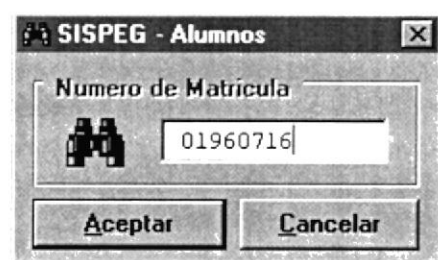 SISPEG - Alumnos
Numero de Matricula
01960716
Aceptar
Cancelar